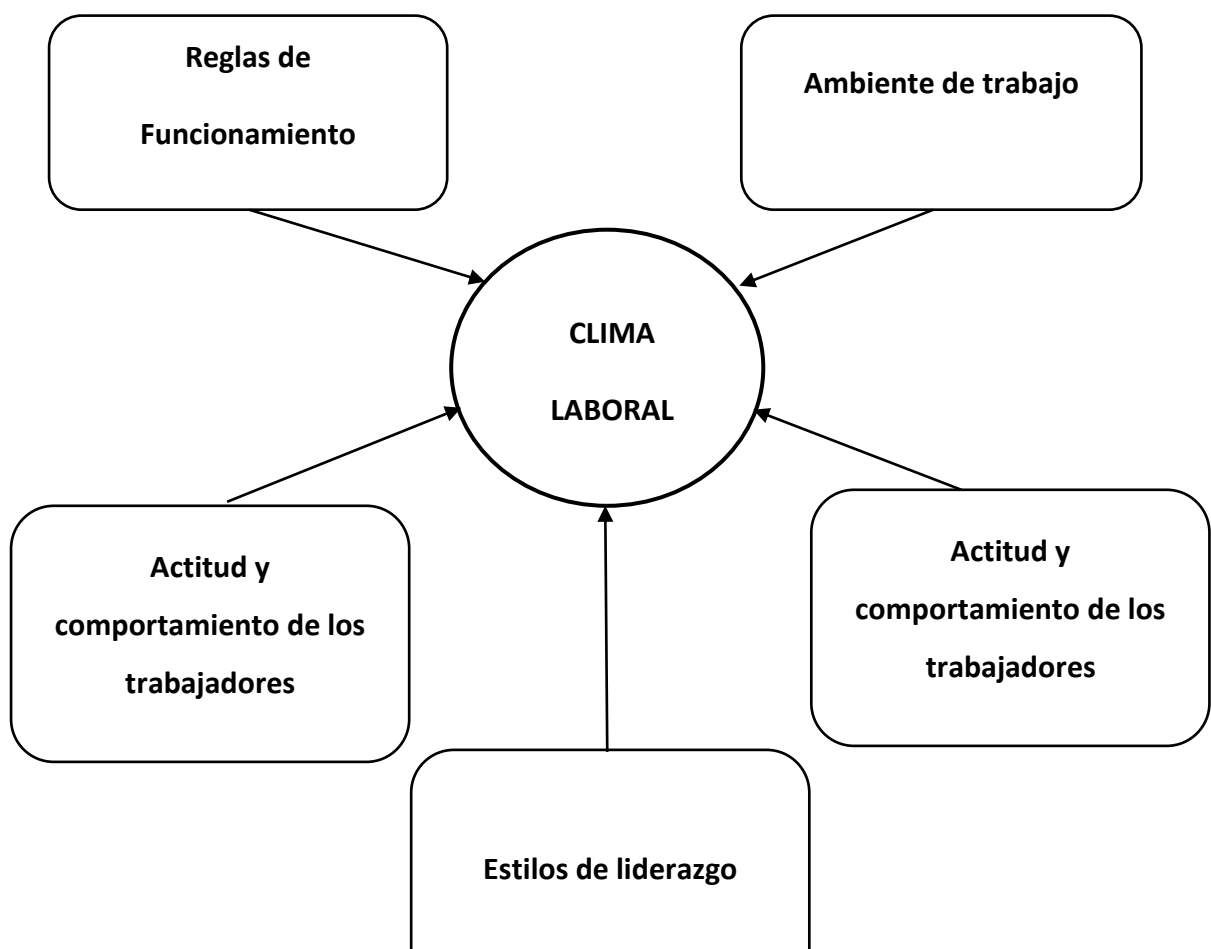 Reglas de
Funcionamiento
Ambiente de trabajo
CLIMA
LABORAL
Actitud y
comportamiento de los
trabajadores
Actitud y
comportamiento de los
trabajadores
Estilos de liderazgo